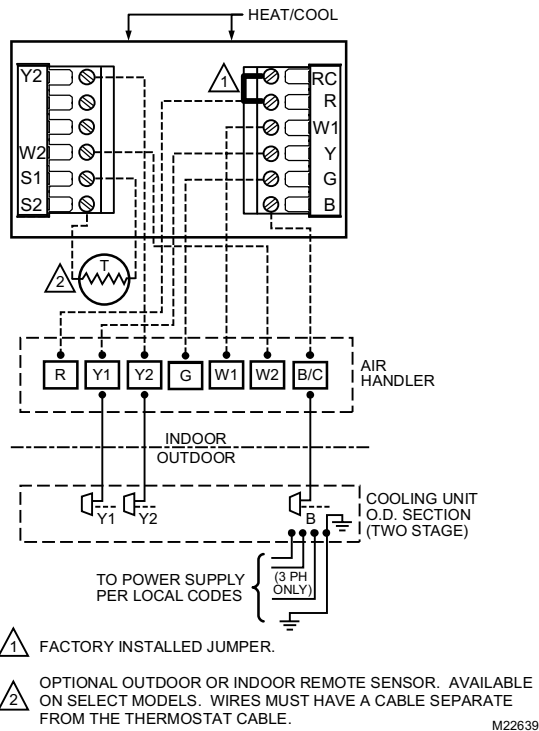 HEAT/COOL
Y2
W2
S1
S2
1
RC
R
W1
Y
G
B
2
T
R Y1 Y2 G W1 W2 B/C
AIR
HANDLER
INDOOR
OUTDOOR
Y1 Y2 B
COOLING UNIT
O.D. SECTION
(TWO STAGE)
TO POWER SUPPLY
PER LOCAL CODES
(3 PH
ONLY)
1 FACTORY INSTALLED JUMPER.
2 OPTIONAL OUTDOOR OR INDOOR REMOTE SENSOR. AVAILABLE
ON SELECT MODELS. WIRES MUST HAVE A CABLE SEPARATE
FROM THE THERMOSTAT CABLE.
M22639